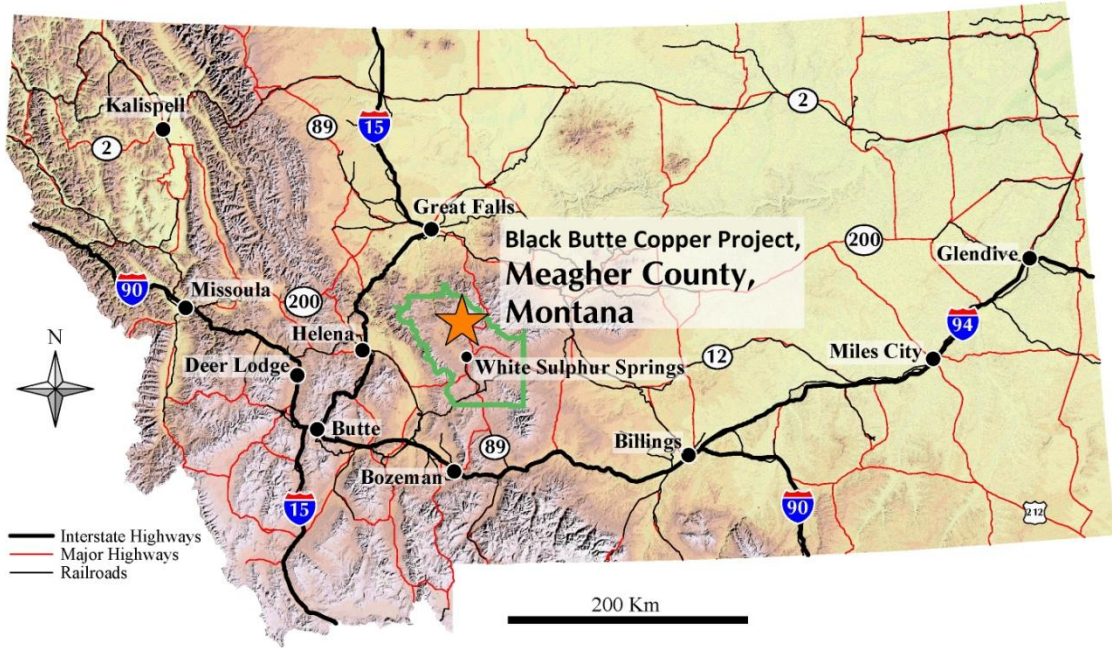 Kalispell
2
89
15
2
Great Falls
Black Butte Copper Project,
Meagher County,
Montana
200
Glendive
90
Missoula
200
Helena
94
N
Deer Lodge
White Sulphur Springs
12
Miles City
Butte
89
Billings
Bozeman
15
90
212
Interstate Highways
Major Highways
Railroads
200 Km